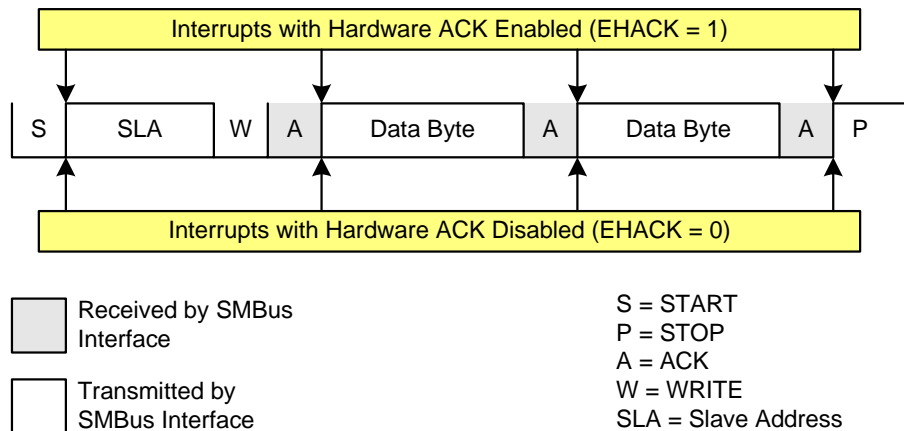 Interrupts with Hardware ACK Enabled (EHACK = 1)
S SLA W A Data Byte A Data Byte A P
Interrupts with Hardware ACK Disabled (EHACK = 0)
Received by SMBus
Interface
Transmitted by
SMBus Interface
S = START
P = STOP
A = ACK
W = WRITE
SLA = Slave Address